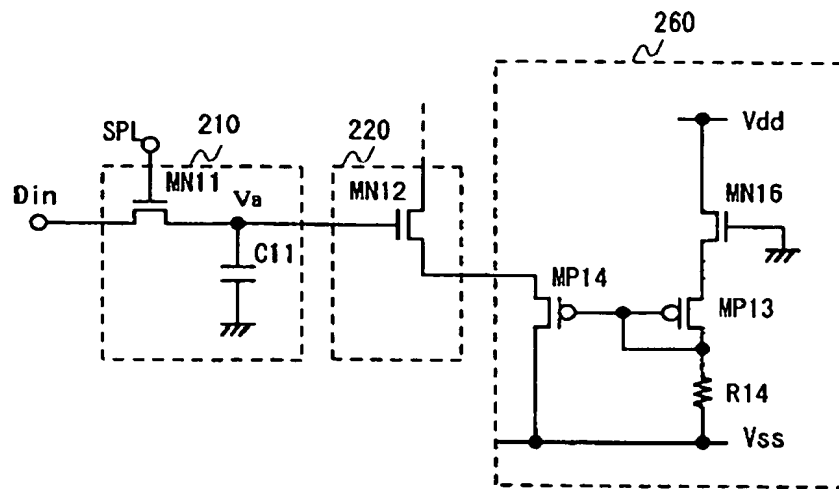 260
SPL
210
220
Vdd
Din
MN11
Va
MN12
MN16
C11
MP14
MP13
R14
Vss